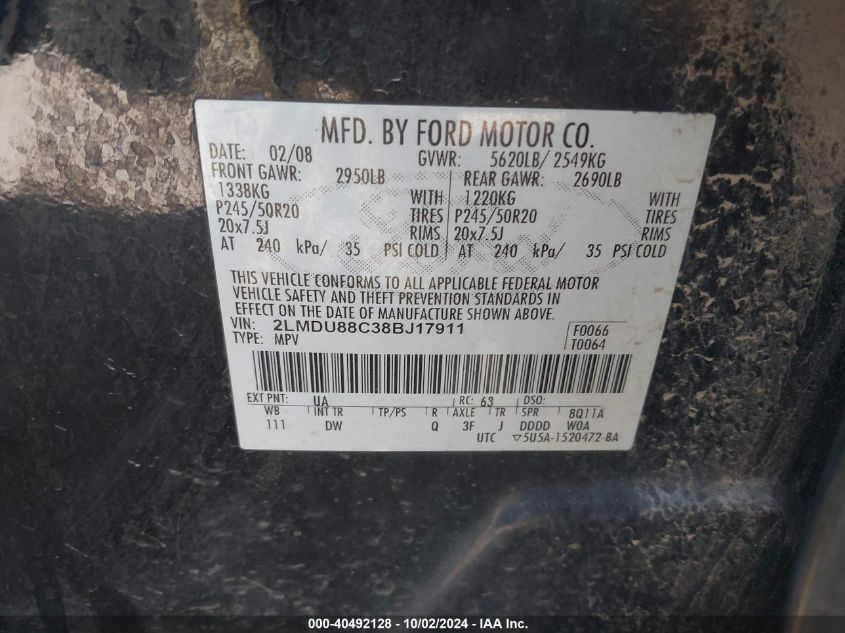 MFD. BY FORD MOTOR CO.
DATE: 02/08 GVWR: 5620LB/ 2549KG
FRONT GAWR: 2950LB REAR GAWR: 2690LB
1338KG WITH 1220KG WITH
P245/50R20 TIRES P245/50R20 TIRES
20x7.5J RIMS 20x7.5J RIMS
AT 240 kPa/ 35 PSI COLD AT 240 kPa/ 35 PSI COLD
THIS VEHICLE CONFORMS TO ALL APPLICABLE FEDERAL MOTOR
VEHICLE SAFETY AND THEFT PREVENTION STANDARDS IN
EFFECT ON THE DATE OF MANUFACTURE SHOWN ABOVE.
VIN: 2LMDU88C38BJ17911 F0066
TYPE: MPV T0064
EXT PNT: UA RC: 63 DSO:
WB INT TR TP/PS R AXLE TR SPR 8Q11A
111 DW Q 3F J DDDD W0A
UTC ▽5U5A-1520472-BA
000-40492128 - 10/02/2024 - IAA Inc.